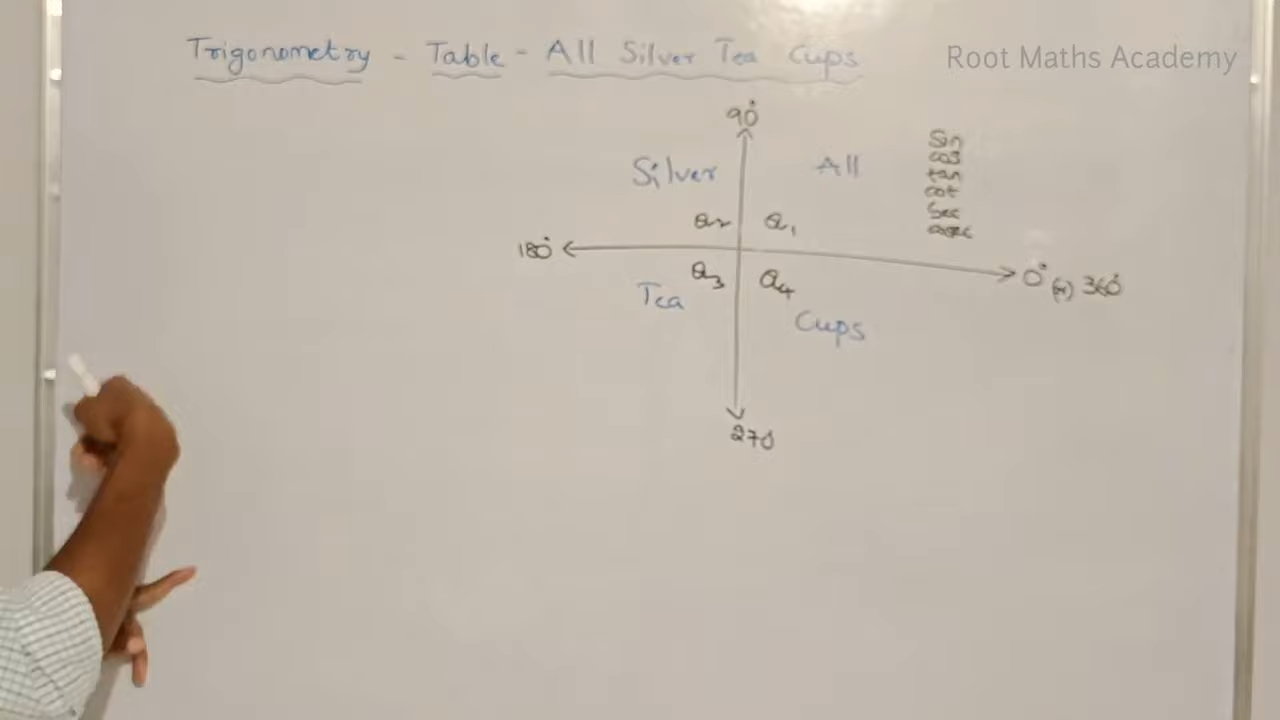 Trigonometry - Table - All Silver Tea Cups
Root Maths Academy
90°
Silver
All
Sin
cos
tan
cot
Sec
cosec
Q2
Q1
180°
0° (or) 360°
Q3
Q4
Tea
Cups
270°